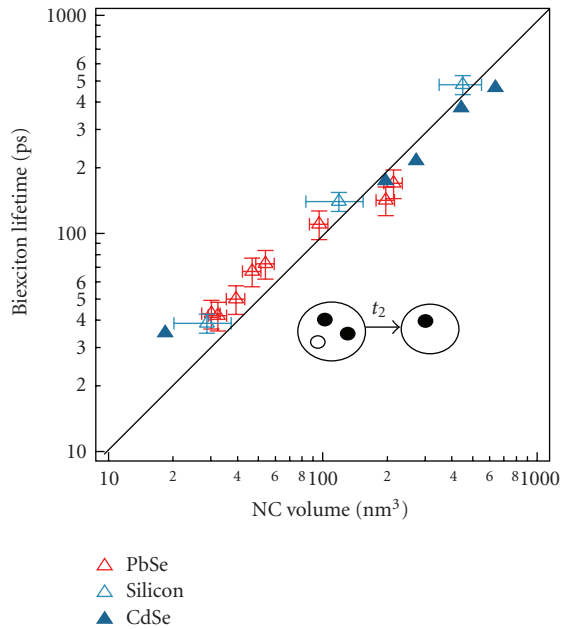 1000
5
4
3
2
100
8
6
5
4
3
2
10
Biexciton lifetime (ps)
t2
10 2 4 6 8 100 2 4 6 8 1000
NC volume (nm³)
PbSe
Silicon
CdSe